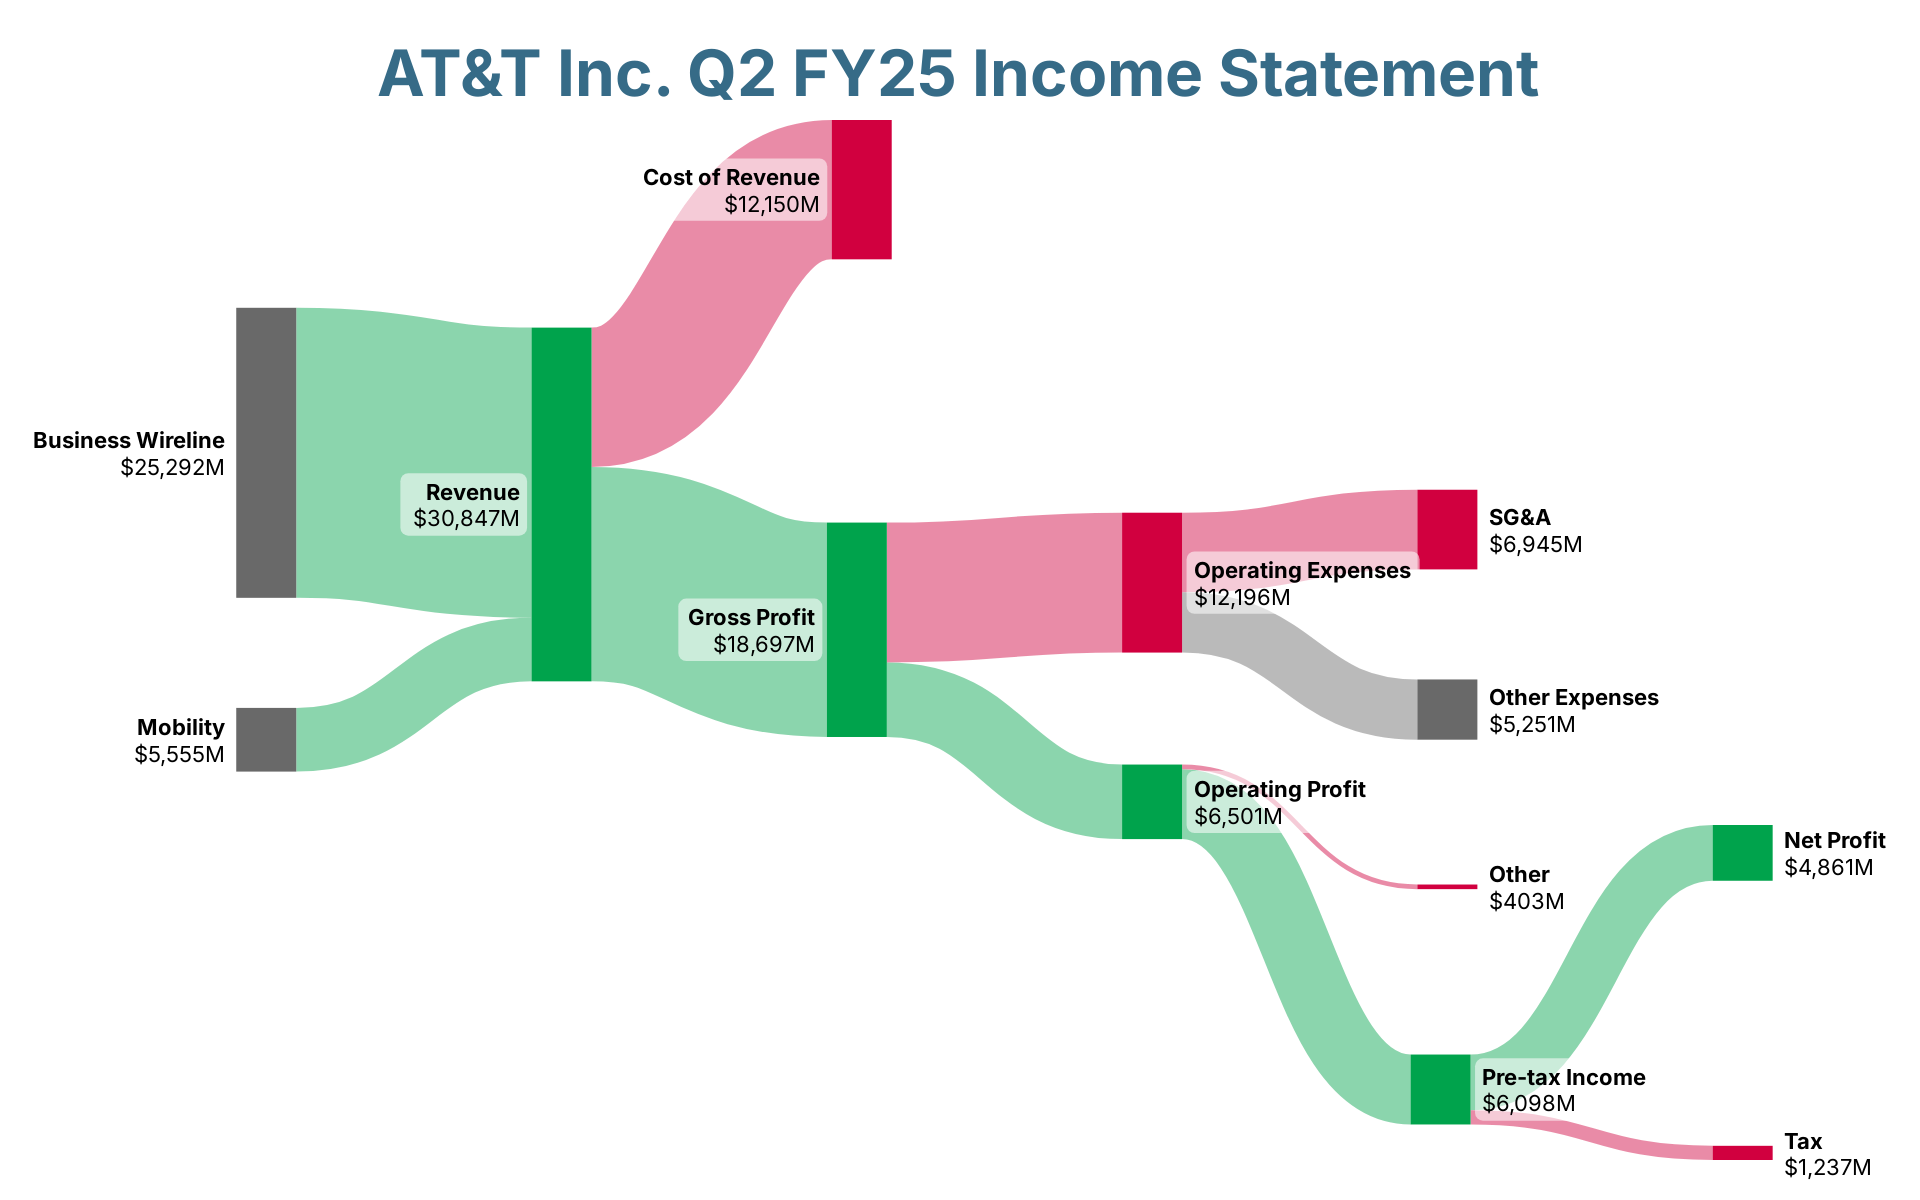 AT&T Inc. Q2 FY25 Income Statement
Cost of Revenue
$12,150M
Business Wireline
$25,292M
Revenue
$30,847M
SG&A
$6,945M
Operating Expenses
$12,196M
Gross Profit
$18,697M
Other Expenses
$5,251M
Mobility
$5,555M
Operating Profit
$6,501M
Net Profit
$4,861M
Other
$403M
Pre-tax Income
$6,098M
Tax
$1,237M